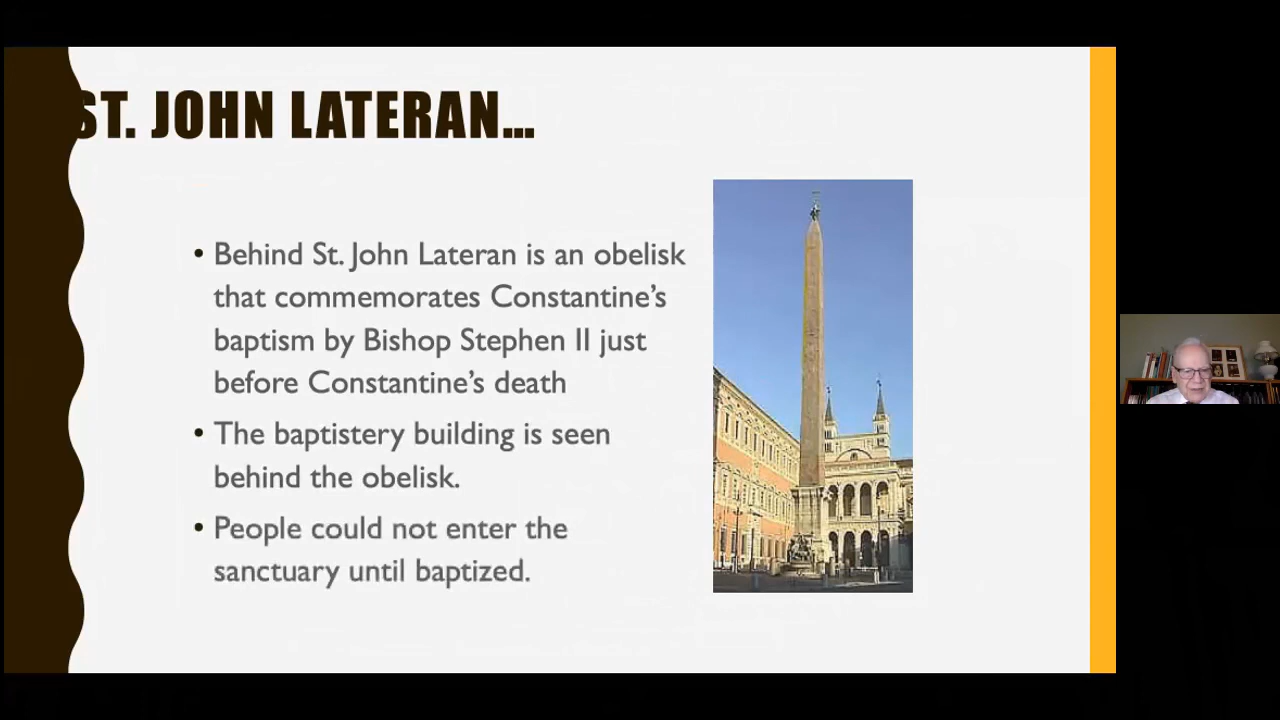 ST. JOHN LATERAN...
• Behind St. John Lateran is an obelisk
that commemorates Constantine's
baptism by Bishop Stephen II just
before Constantine's death
• The baptistery building is seen
behind the obelisk.
• People could not enter the
sanctuary until baptized.